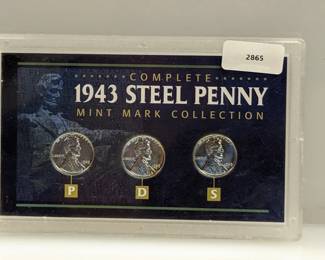 2865
COMPLETE
1943 STEEL PENNY
MINT MARK COLLECTION
P D S